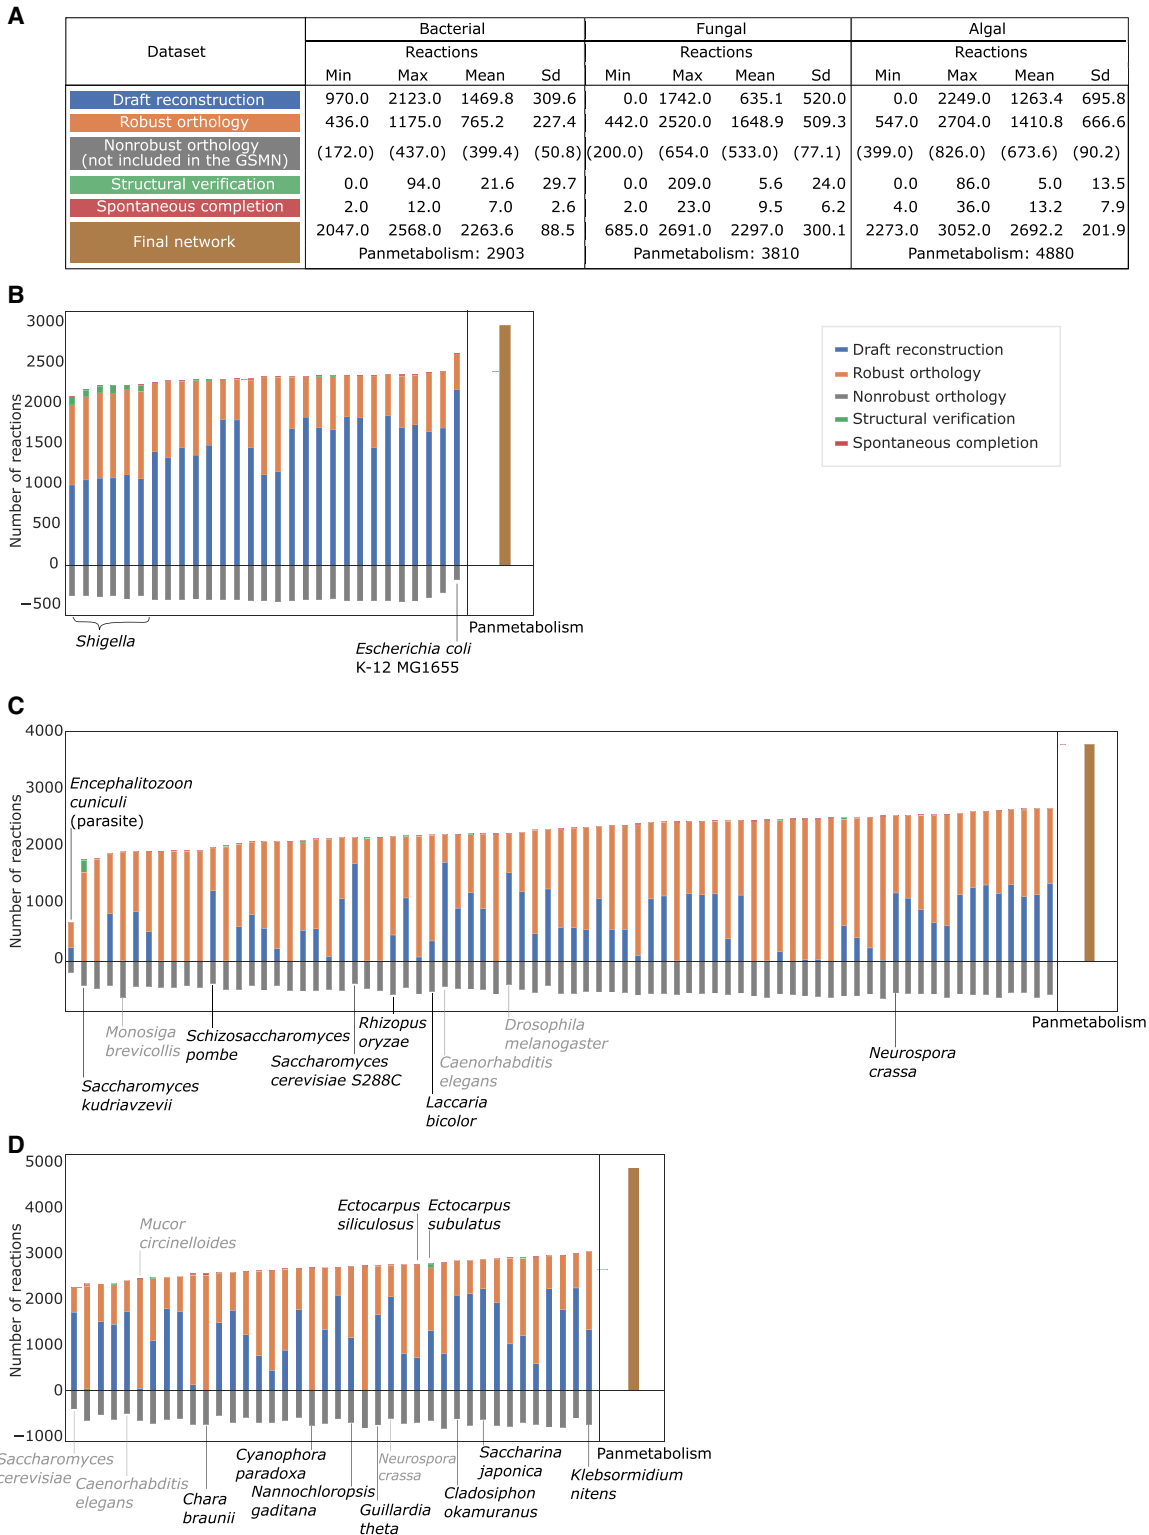 A
Dataset
Bacterial Fungal Algal
Reactions Reactions Reactions
Min Max Mean Sd Min Max Mean Sd Min Max Mean Sd
Draft reconstruction 970.0 2123.0 1469.8 309.6 0.0 1742.0 635.1 520.0 0.0 2249.0 1263.4 695.8
Robust orthology 436.0 1175.0 765.2 227.4 442.0 2520.0 1648.9 509.3 547.0 2704.0 1410.8 666.6
Nonrobust orthology
(not included in the GSMN) (172.0) (437.0) (399.4) (50.8) (200.0) (654.0) (533.0) (77.1) (399.0) (826.0) (673.6) (90.2)
Structural verification 0.0 94.0 21.6 29.7 0.0 209.0 5.6 24.0 0.0 86.0 5.0 13.5
Spontaneous completion 2.0 12.0 7.0 2.6 2.0 23.0 9.5 6.2 4.0 36.0 13.2 7.9
Final network 2047.0 2568.0 2263.6 88.5 685.0 2691.0 2297.0 300.1 2273.0 3052.0 2692.2 201.9
Panmetabolism: 2903 Panmetabolism: 3810 Panmetabolism: 4880
B
Number of reactions
3000
2500
2000
1500
1000
500
0
−500
Shigella
Escherichia coli
K-12 MG1655
Panmetabolism
Draft reconstruction
Robust orthology
Nonrobust orthology
Structural verification
Spontaneous completion
C
Number of reactions
4000
3000
2000
1000
0
Encephalitozoon
cuniculi
(parasite)
Monosiga
brevicollis
Saccharomyces
kudriavzevii
Schizosaccharomyces
pombe
Saccharomyces
cerevisiae S288C
Rhizopus
oryzae
Laccaria
bicolor
Caenorhabditis
elegans
Drosophila
melanogaster
Neurospora
crassa
Panmetabolism
D
Number of reactions
5000
4000
3000
2000
1000
0
−1000
Mucor
circinelloides
Ectocarpus
siliculosus
Ectocarpus
subulatus
Saccharomyces
cerevisiae
Caenorhabditis
elegans
Chara
braunii
Cyanophora
paradoxa
Nannochloropsis
gaditana
Guillardia
theta
Neurospora
crassa
Cladosiphon
okamuranus
Saccharina
japonica
Klebsormidium
nitens
Panmetabolism